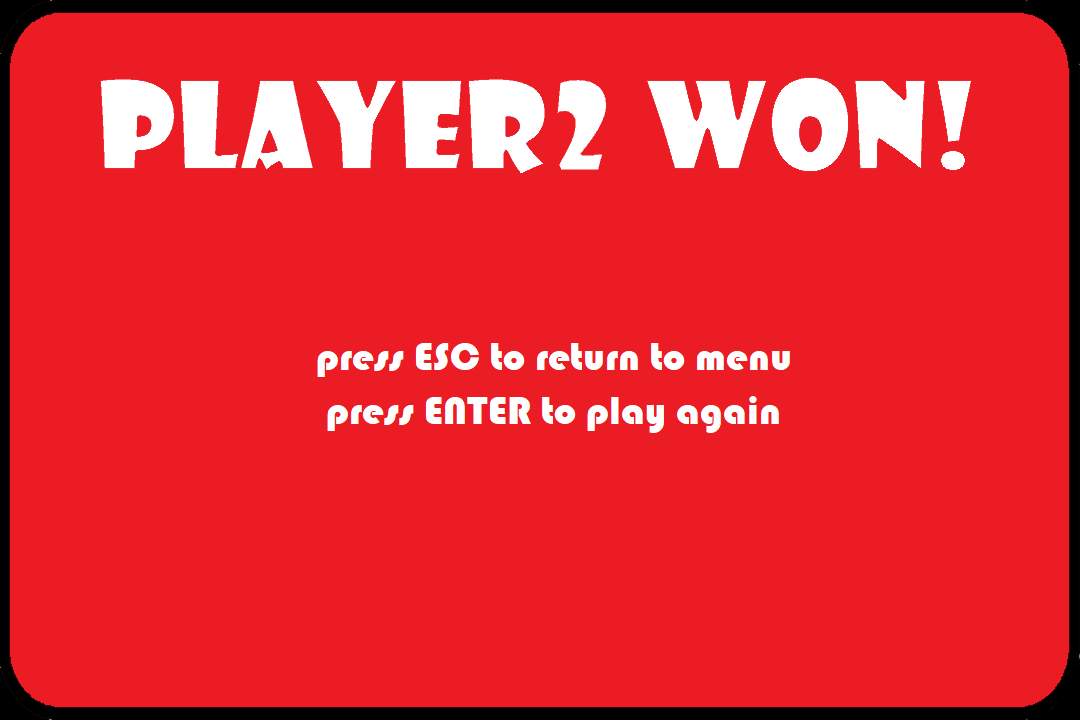 PLAYER2 WON!
press ESC to return to menu
press ENTER to play again